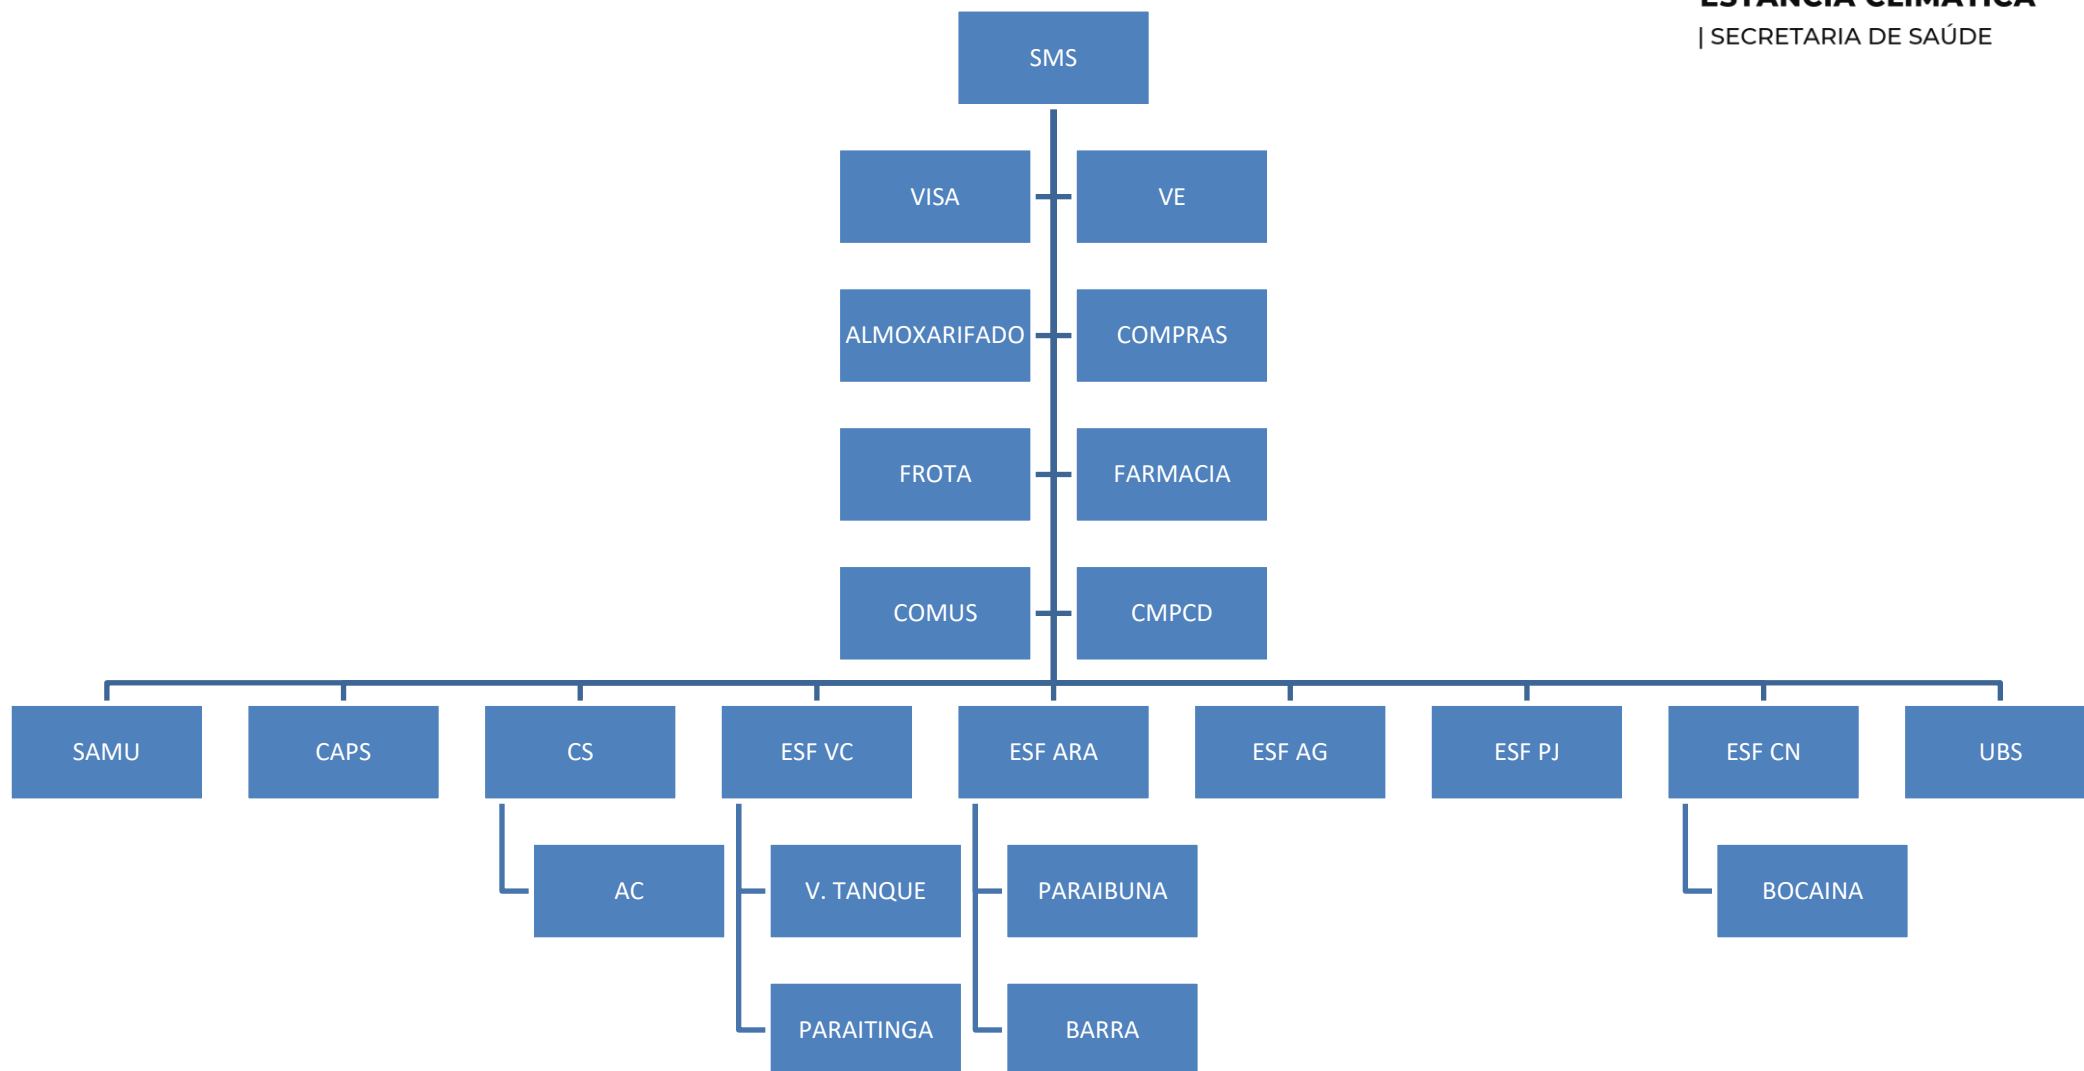 ESTÂNCIA CLIMÁTICA
| SECRETARIA DE SAÚDE
SMS
VISA
VE
ALMOXARIFADO
COMPRAS
FROTA
FARMACIA
COMUS
CMPCD
SAMU
CAPS
CS
ESF VC
ESF ARA
ESF AG
ESF PJ
ESF CN
UBS
AC
V. TANQUE
PARAIBUNA
BOCAINA
PARAITINGA
BARRA